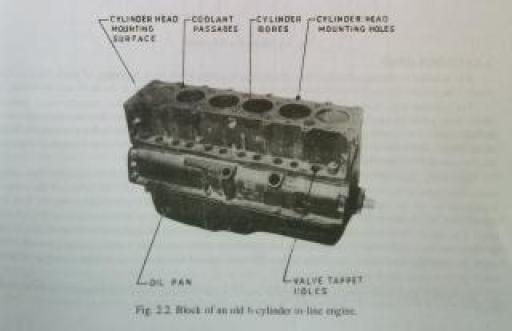 CYLINDER HEAD
MOUNTING
SURFACE
COOLANT
PASSAGES
CYLINDER
BORES
CYLINDER HEAD
MOUNTING HOLES
OIL PAN
VALVE TAPPET
HOLES
Fig. 2.2. Block of an old 6-cylinder in-line engine.